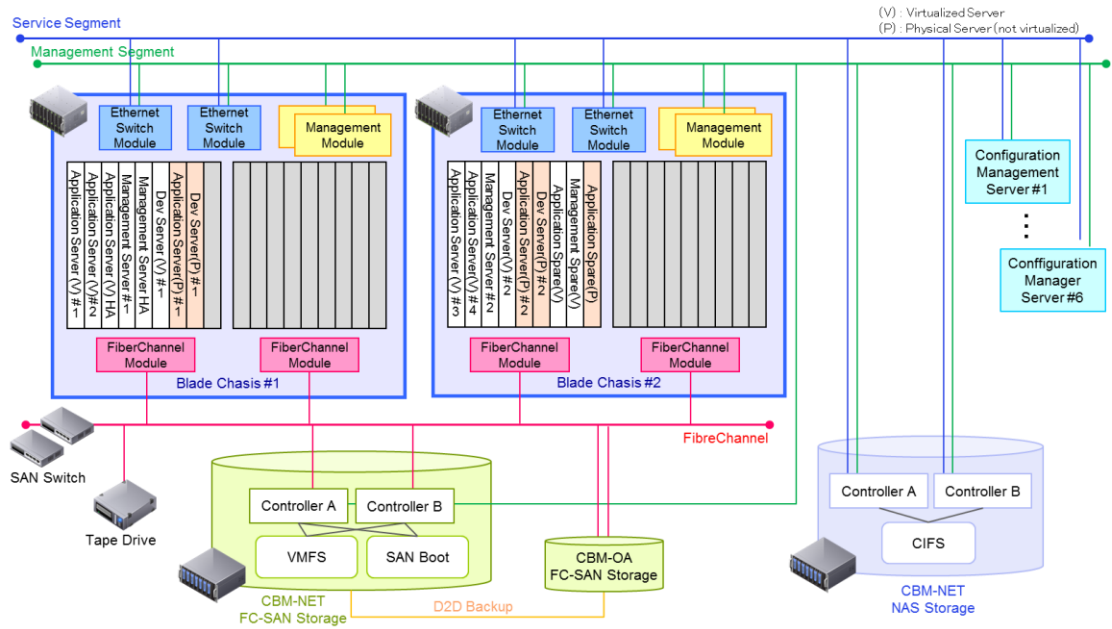 (V) : Virtualized Server
(P) : Physical Server (not virtualized)
Service Segment
Management Segment
Ethernet
Switch
Module
Ethernet
Switch
Module
Management
Module
Ethernet
Switch
Module
Ethernet
Switch
Module
Management
Module
Configuration
Management
Server #1
Conffiguration
Manager
Server #6
Application Server (V) #1
Application Server (V)#2
Application Server (V) HA
Management Server #1
Management Server HA
Dev Server (V) #1
Application Server(P) #1
Dev Server(P) #1
Application Server (V) #3
Application Server(V) #4
Management Server #2
Dev Server(V) #2
Application Server(P) #2
Dev Server(P) #2
Application Spare(V)
Management Spare(V)
Application Spare(P)
FiberChannel
Module
FiberChannel
Module
Blade Chasis #1
FiberChannel
Module
FiberChannel
Module
Blade Chasis #2
FibreChannel
SAN Switch
Tape Drive
Controller A
Controller B
VMFS
SAN Boot
CBM-NET
FC-SAN Storage
D2D Backup
CBM-OA
FC-SAN Storage
Controller A
Controller B
CIFS
CBM-NET
NAS Storage